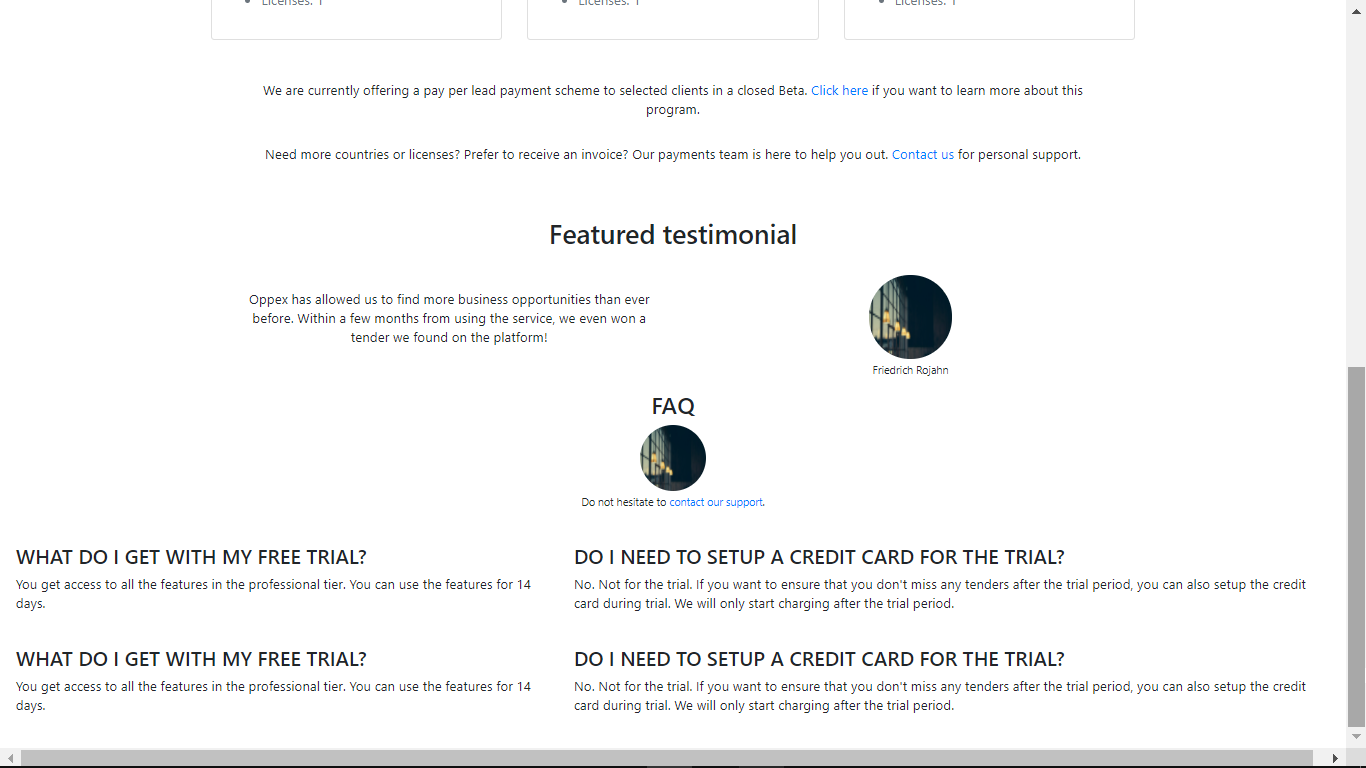 Licenses: 1
Licenses: 1
Licenses: 1
We are currently offering a pay per lead payment scheme to selected clients in a closed Beta. Click here if you want to learn more about this
program.
Need more countries or licenses? Prefer to receive an invoice? Our payments team is here to help you out. Contact us for personal support.
Featured testimonial
Oppex has allowed us to find more business opportunities than ever
before. Within a few months from using the service, we even won a
tender we found on the platform!
Friedrich Rojahn
FAQ
Do not hesitate to contact our support.
WHAT DO I GET WITH MY FREE TRIAL?
You get access to all the features in the professional tier. You can use the features for 14
days.
DO I NEED TO SETUP A CREDIT CARD FOR THE TRIAL?
No. Not for the trial. If you want to ensure that you don't miss any tenders after the trial period, you can also setup the credit
card during trial. We will only start charging after the trial period.
WHAT DO I GET WITH MY FREE TRIAL?
You get access to all the features in the professional tier. You can use the features for 14
days.
DO I NEED TO SETUP A CREDIT CARD FOR THE TRIAL?
No. Not for the trial. If you want to ensure that you don't miss any tenders after the trial period, you can also setup the credit
card during trial. We will only start charging after the trial period.